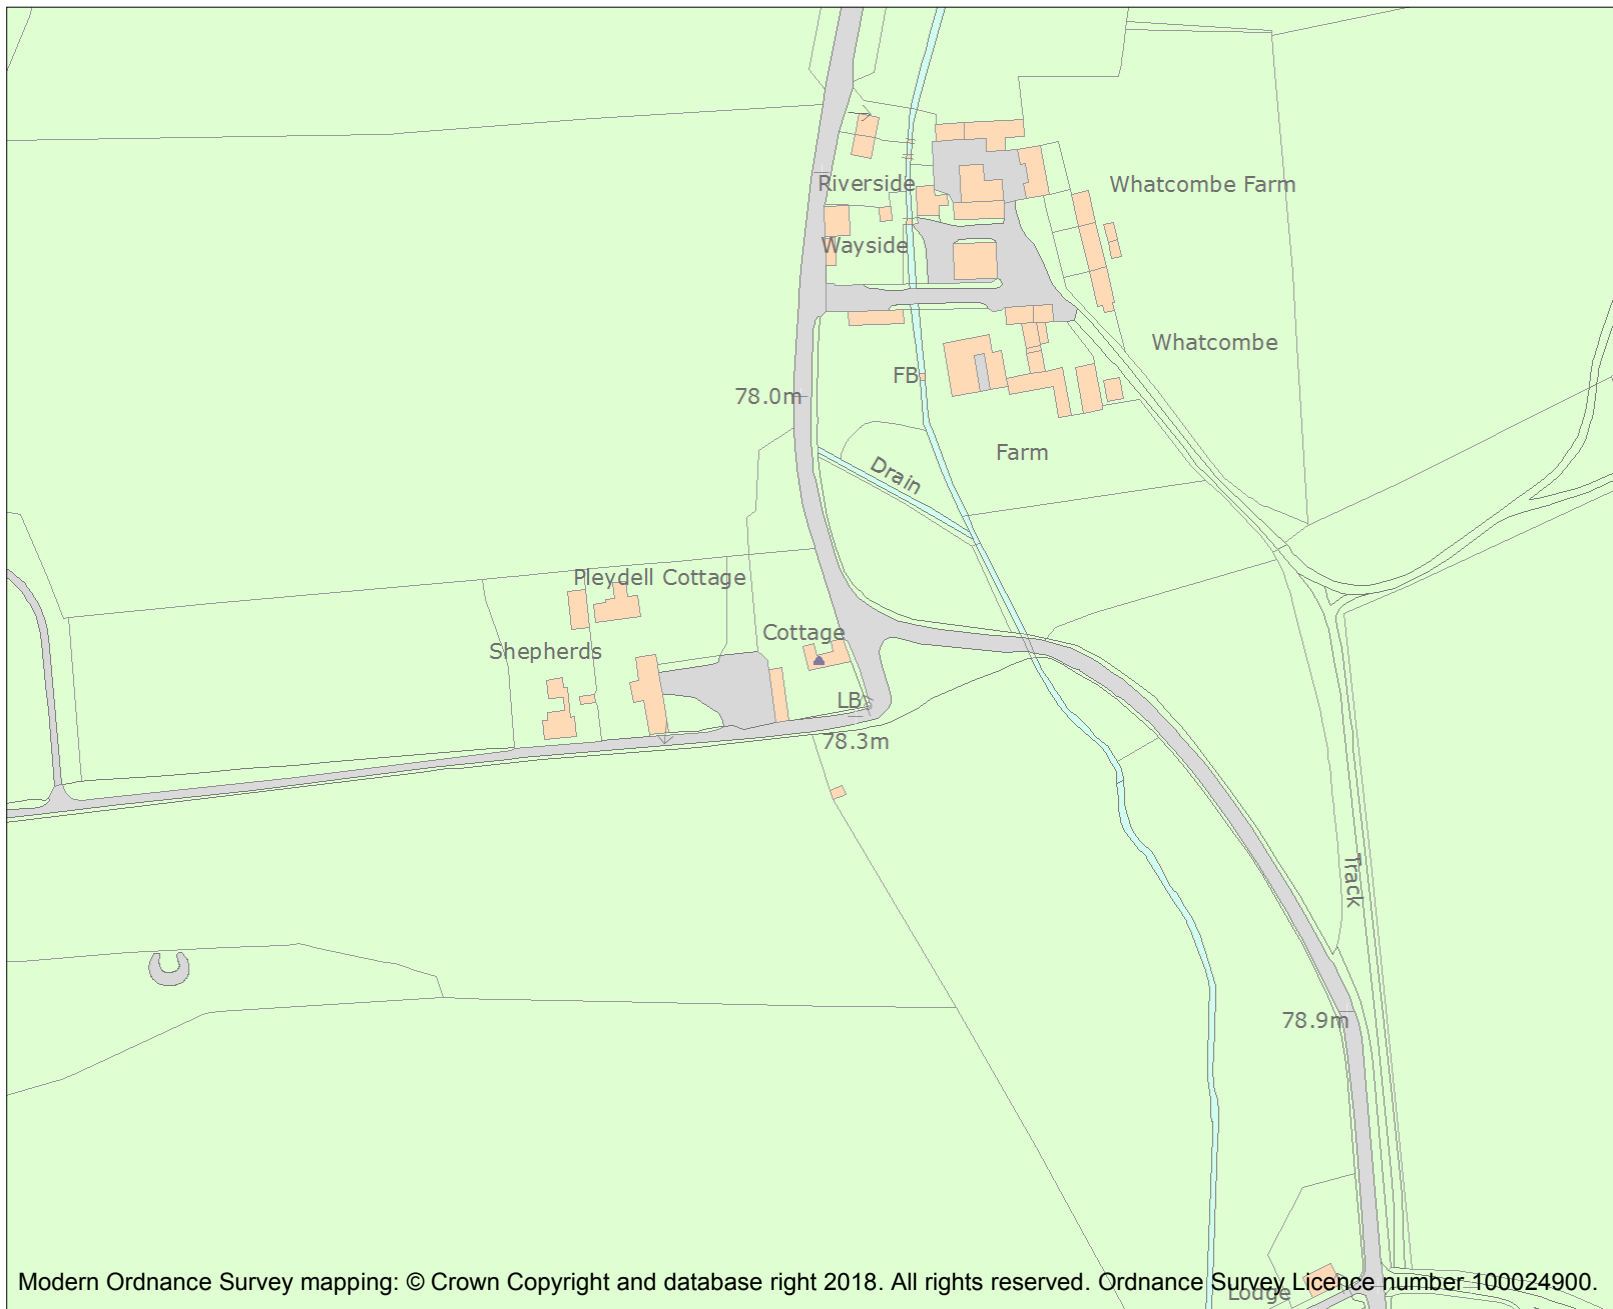 Riverside
Whatcombe Farm
Wayside
Whatcombe
FB
78.0m
Farm
Drain
Pleydell Cottage
Cottage
Shepherds
LB
78.3m
Track
78.9m
Modern Ordnance Survey mapping: © Crown Copyright and database right 2018. All rights reserved. Ordnance Survey Licence number 100024900.
Lodge